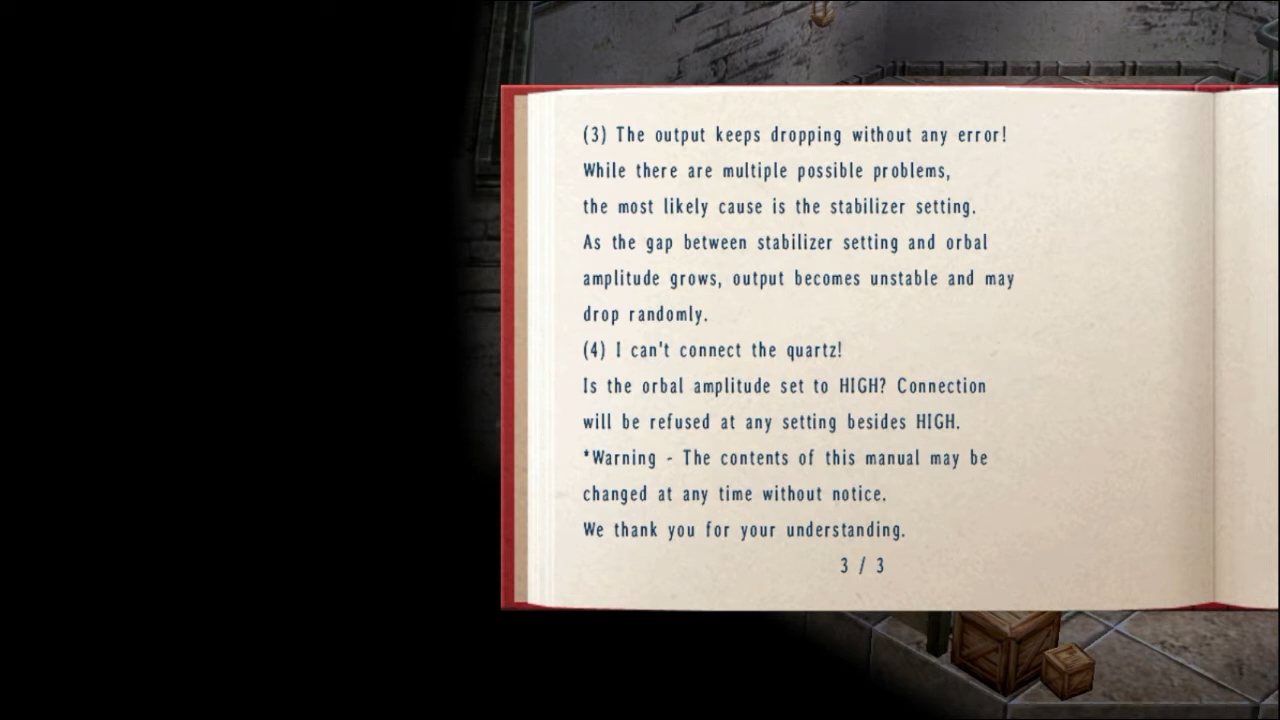 (3) The output keeps dropping without any error!
While there are multiple possible problems,
the most likely cause is the stabilizer setting.
As the gap between stabilizer setting and orbal
amplitude grows, output becomes unstable and may
drop randomly.
(4) I can't connect the quartz!
Is the orbal amplitude set to HIGH? Connection
will be refused at any setting besides HIGH.
*Warning - The contents of this manual may be
changed at any time without notice.
We thank you for your understanding.
3 / 3